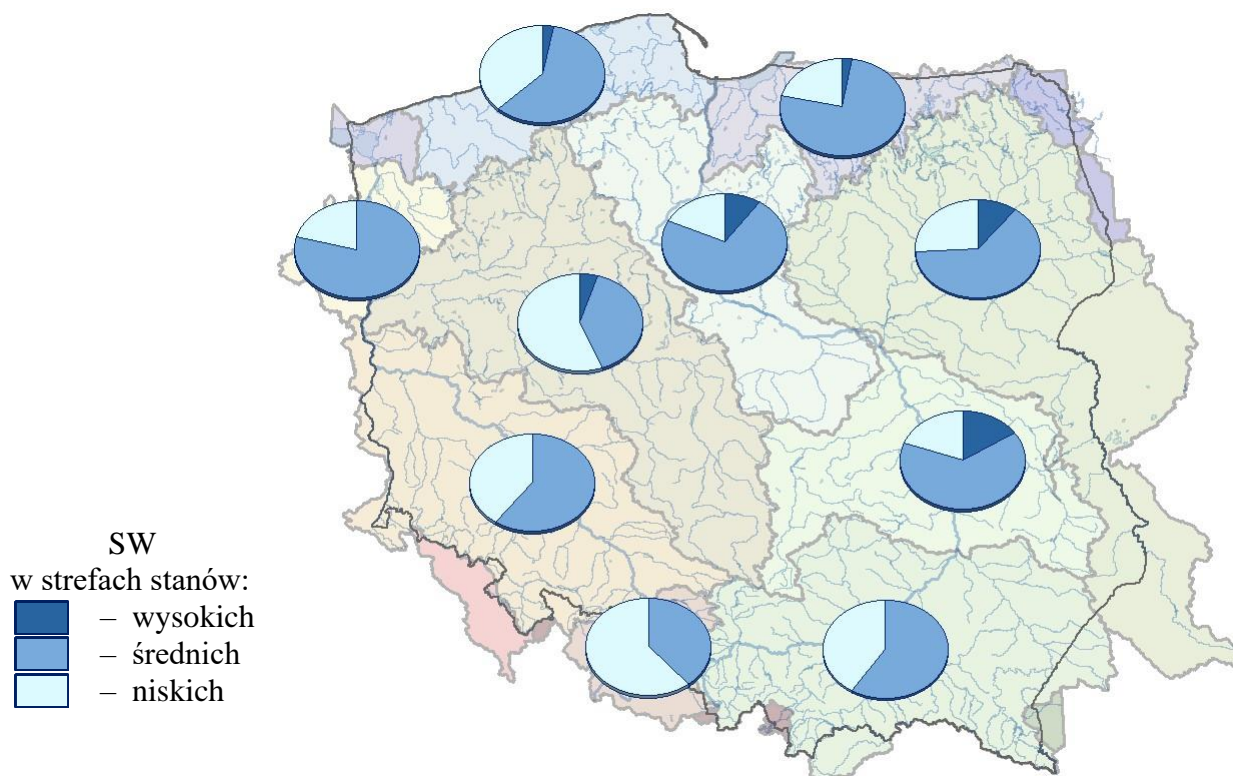 SW
w strefach stanów:
– wysokich
– średnich
– niskich